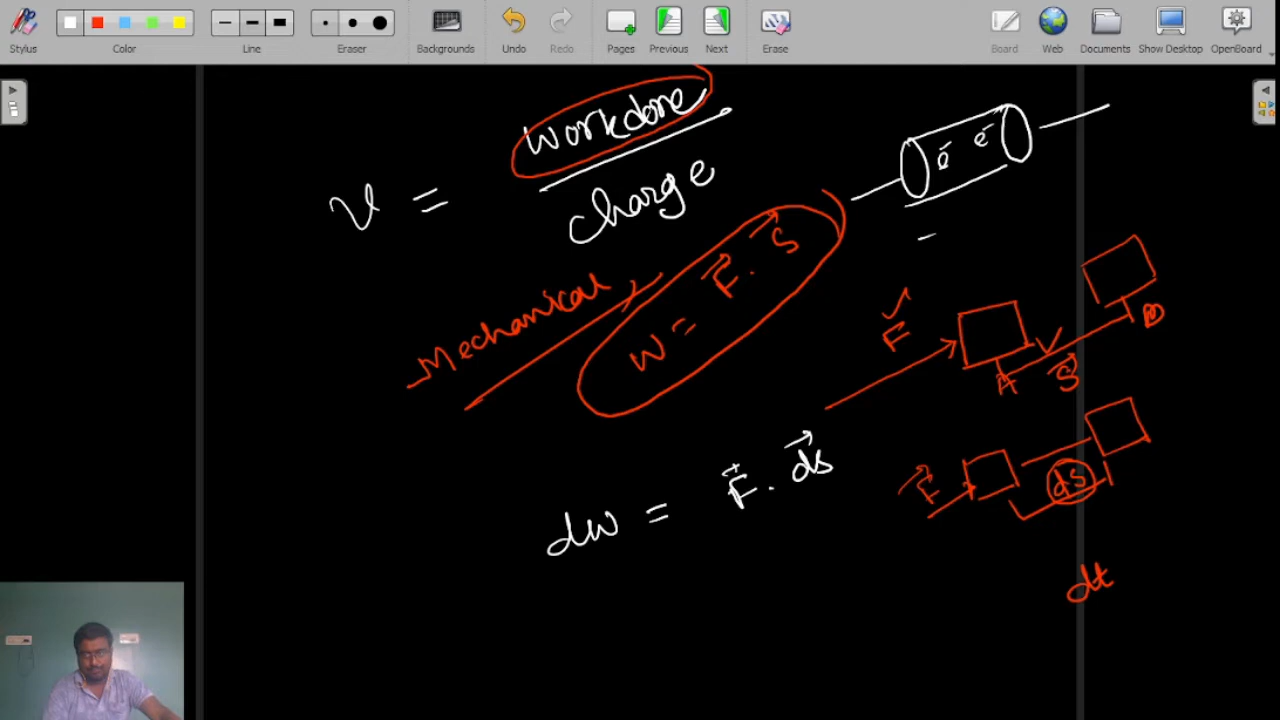 Stylus Color Line Eraser Backgrounds Undo Redo Pages Previous Next Erase Board Web Documents Show Desktop OpenBoard
V = workdone / charge
e⁻ e⁻
Mechanical
W = F⃗ . S⃗
F⃗
A S⃗ B
dw = F⃗ . d⃗s
F⃗ ds
dt